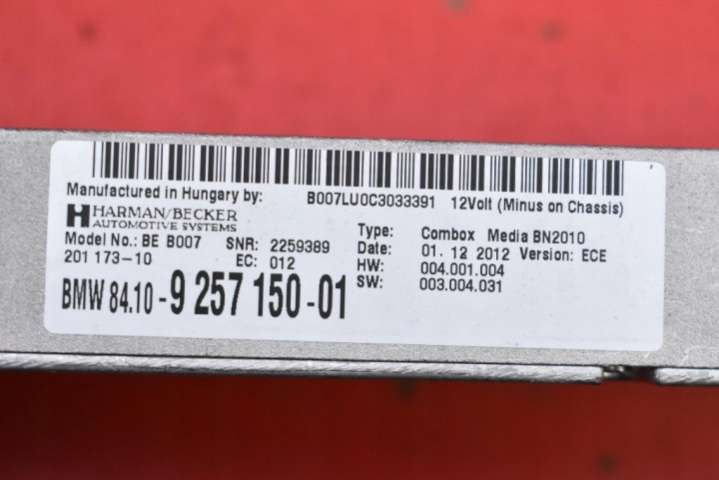 Manufactured in Hungary by: B007LU0C3033391 12Volt (Minus on Chassis)
HARMAN/BECKER
AUTOMOTIVE SYSTEMS
Model No.: BE B007 SNR: 2259389
201 173-10 EC: 012
BMW 84.10-9 257 150-01
Type: Combox Media BN2010
Date: 01. 12 2012 Version: ECE
HW: 004.001.004
SW: 003.004.031